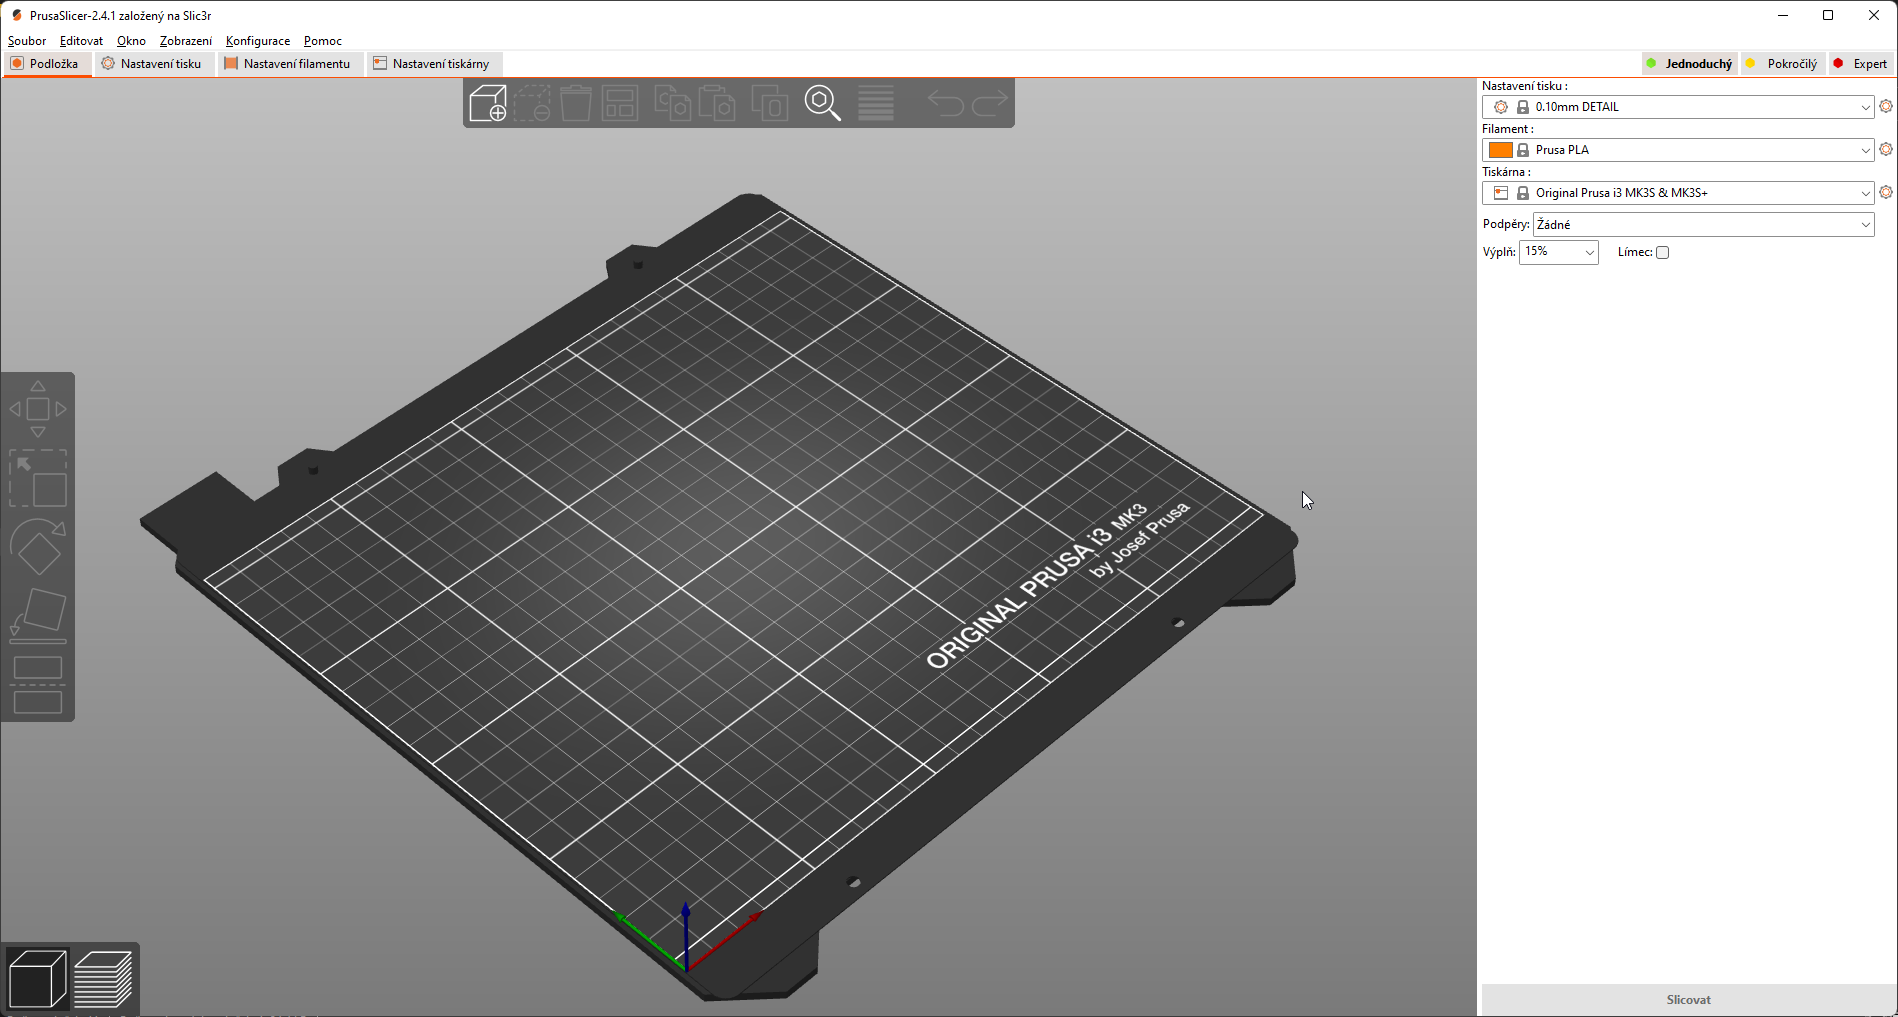 PrusaSlicer-2.4.1 založený na Slic3r
Soubor Editovat Okno Zobrazení Konfigurace Pomoc
Podložka Nastavení tisku Nastavení filamentu Nastavení tiskárny Jednoduchý Pokročilý Expert
Nastavení tisku :
0.10mm DETAIL
Filament :
Prusa PLA
Tiskárna :
Original Prusa i3 MK3S & MK3S+
Podpěry: Žádné
Výplň: 15% Límec:
ORIGINAL PRUSA i3 MK3
by Josef Prusa
Slicovat